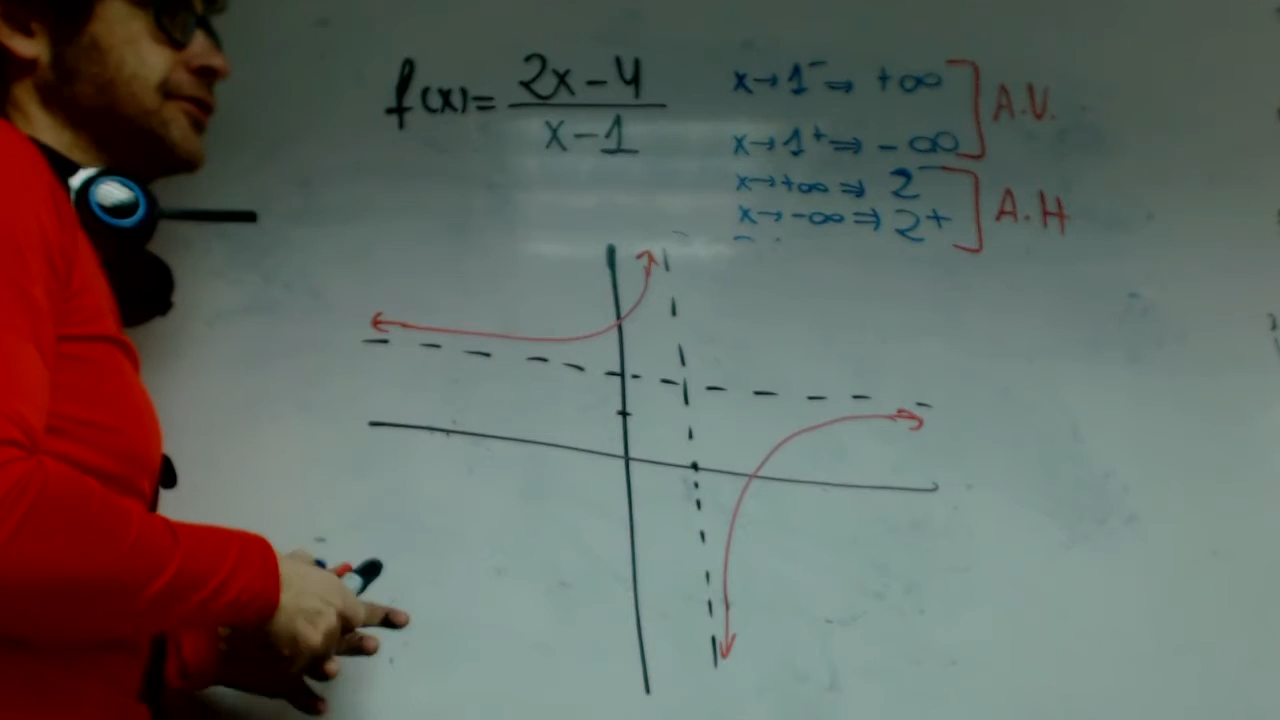 f(x) = (2x-4)/(x-1)
x→1⁻ ⇒ +∞
x→1⁺ ⇒ -∞
A.V.
x→+∞ ⇒ 2⁻
x→-∞ ⇒ 2⁺
A.H